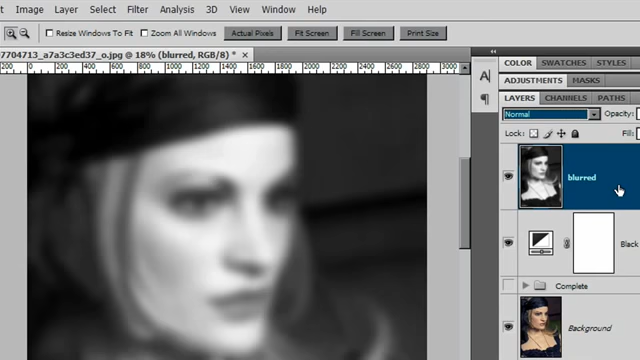 t Image Layer Select Filter Analysis 3D View Window Help
Resize Windows To Fit Zoom All Windows Actual Pixels Fit Screen Fill Screen Print Size
07704713_a7a3c3ed37_o.jpg @ 18% (blurred, RGB/8) *
200 0 200 400 600 800 1000 1200 1400 1600 1800 2000 2200 2400 2600 2800 3000
COLOR SWATCHES STYLES
ADJUSTMENTS MASKS
LAYERS CHANNELS PATHS
Normal Opacity:
Lock: Fill:
blurred
Black
Complete
Background